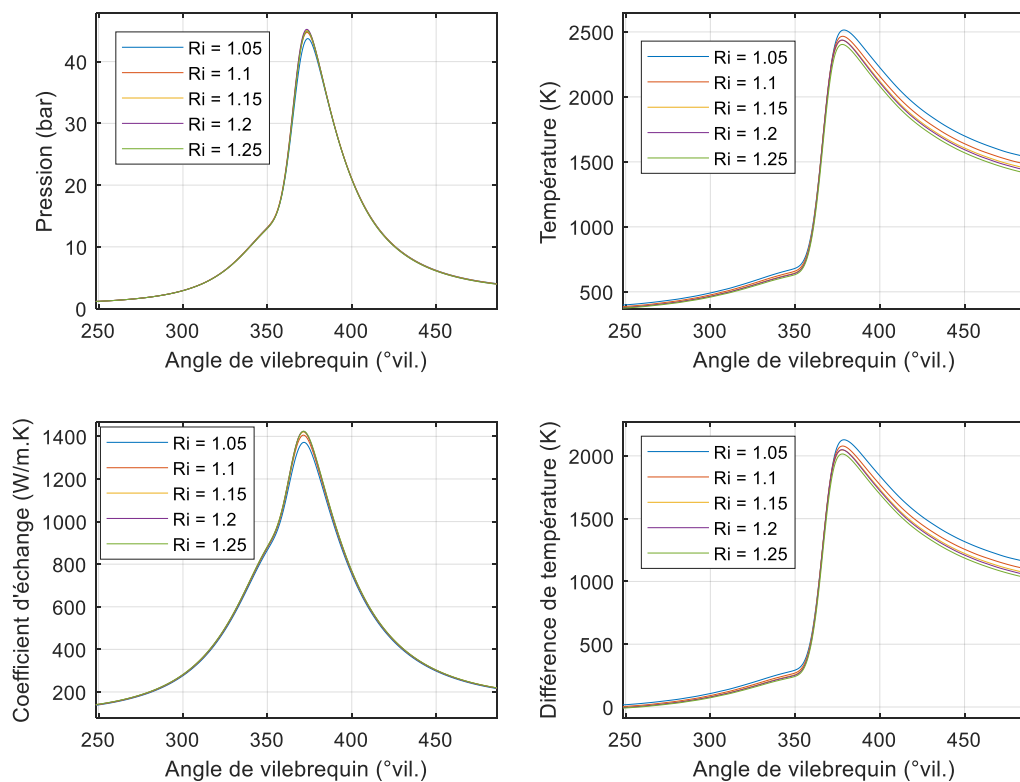 Pression (bar)
40
30
20
10
0
Ri = 1.05
Ri = 1.1
Ri = 1.15
Ri = 1.2
Ri = 1.25
250 300 350 400 450
Angle de vilebrequin (°vil.)
Température (K)
2500
2000
1500
1000
500
Ri = 1.05
Ri = 1.1
Ri = 1.15
Ri = 1.2
Ri = 1.25
250 300 350 400 450
Angle de vilebrequin (°vil.)
Coefficient d'échange (W/m.K)
1400
1200
1000
800
600
400
200
Ri = 1.05
Ri = 1.1
Ri = 1.15
Ri = 1.2
Ri = 1.25
250 300 350 400 450
Angle de vilebrequin (°vil.)
Différence de température (K)
2000
1500
1000
500
0
Ri = 1.05
Ri = 1.1
Ri = 1.15
Ri = 1.2
Ri = 1.25
250 300 350 400 450
Angle de vilebrequin (°vil.)